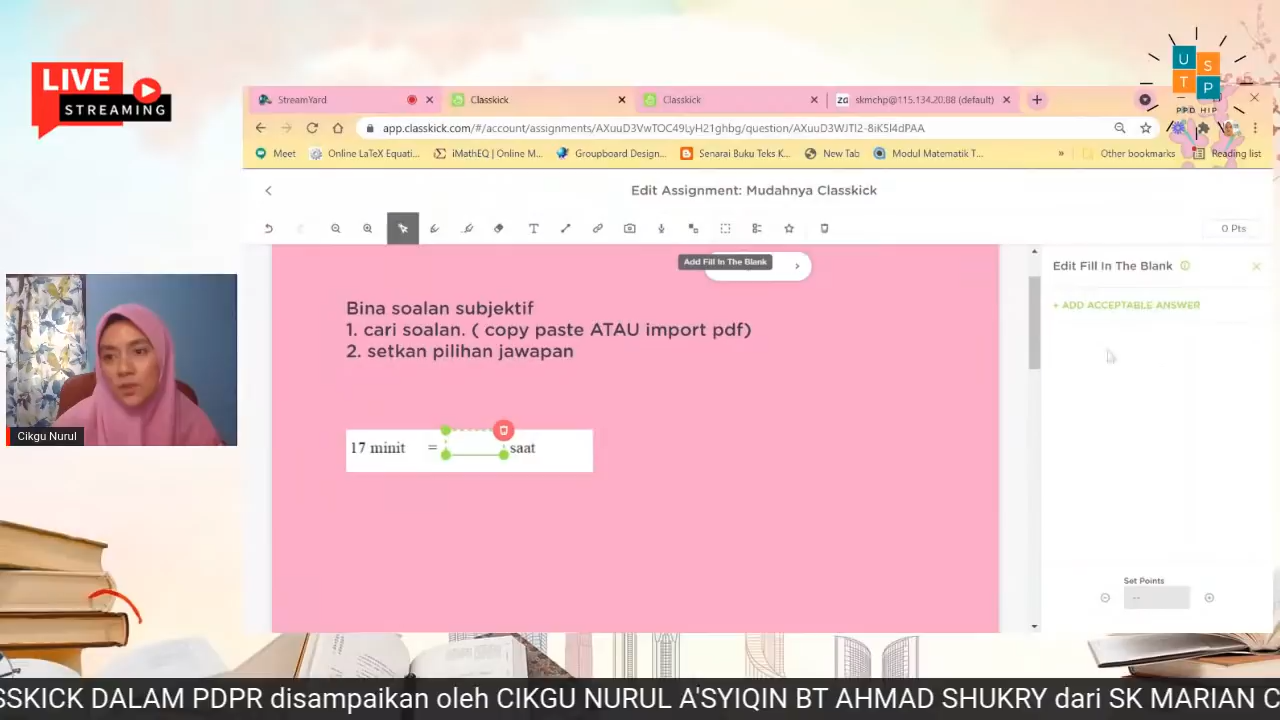 LIVE
STREAMING
U S
T P
PPD HIP
StreamYard
Classkick
Classkick
ZG skmchp@115.134.20.88 (default)
app.classkick.com/#/account/assignments/AXuuD3VwTOC49LyH21ghbg/question/AXuuD3WJTI2-8iK5l4dPAA
Meet
Online LaTeX Equati...
iMathEQ | Online M...
Groupboard Design...
Senarai Buku Teks K...
New Tab
Modul Matematik T...
»
Other bookmarks
Reading list
Edit Assignment: Mudahnya Classkick
0 Pts
Add Fill In The Blank
Edit Fill In The Blank
+ ADD ACCEPTABLE ANSWER
Bina soalan subjektif
1. cari soalan. ( copy paste ATAU import pdf)
2. setkan pilihan jawapan
17 minit = saat
Set Points
--
Cikgu Nurul
SSKICK DALAM PDPR disampaikan oleh CIKGU NURUL A'SYIQIN BT AHMAD SHUKRY dari SK MARIAN C